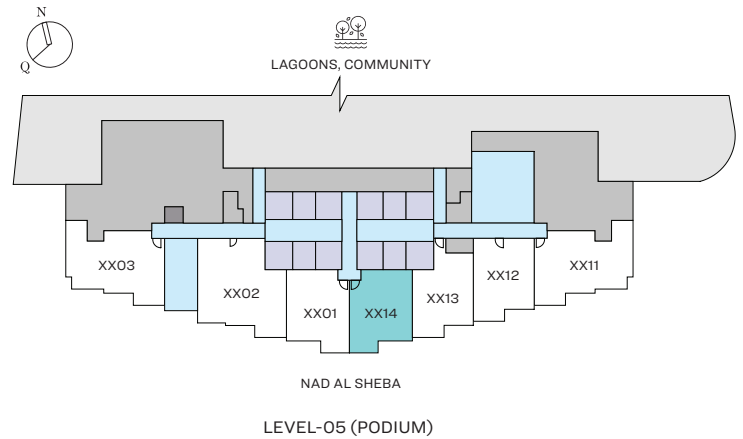 N
Q
LAGOONS, COMMUNITY
XX03
XX02
XX01
XX14
XX13
XX12
XX11
NAD AL SHEBA
LEVEL-05 (PODIUM)